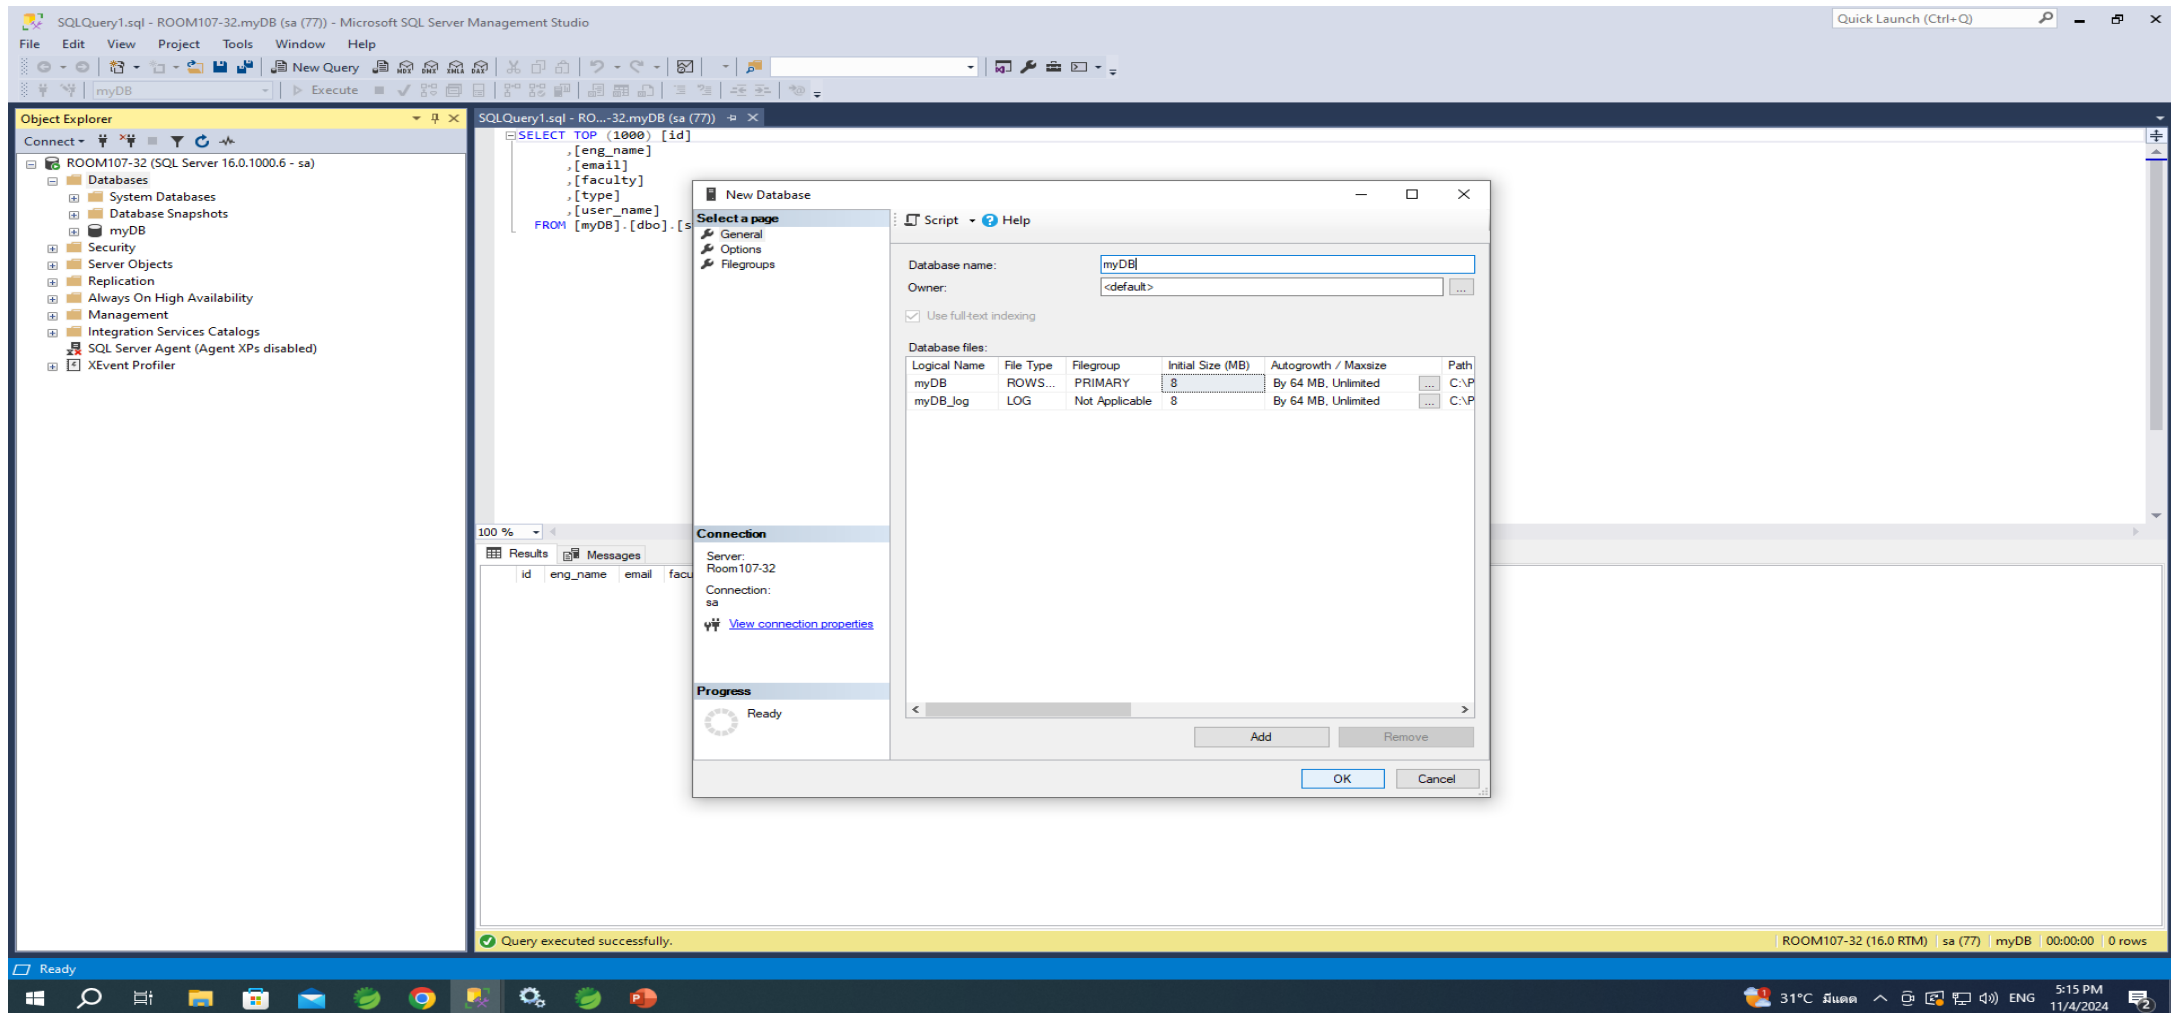 SQLQuery1.sql - ROOM107-32.myDB (sa (77)) - Microsoft SQL Server Management Studio
Quick Launch (Ctrl+Q)
File Edit View Project Tools Window Help
New Query MDX DMX XMLA DAX
myDB Execute
Object Explorer
Connect
ROOM107-32 (SQL Server 16.0.1000.6 - sa)
Databases
System Databases
Database Snapshots
myDB
Security
Server Objects
Replication
Always On High Availability
Management
Integration Services Catalogs
SQL Server Agent (Agent XPs disabled)
XEvent Profiler
SQLQuery1.sql - RO...-32.myDB (sa (77))
SELECT TOP (1000) [id]
,[eng_name]
,[email]
,[faculty]
,[type]
,[user_name]
FROM [myDB].[dbo].[s
100 %
Results Messages
id eng_name email facu
New Database
Select a page
General
Options
Filegroups
Script Help
Database name: myDB
Owner: <default> ...
Use full-text indexing
Database files:
Logical Name File Type Filegroup Initial Size (MB) Autogrowth / Maxsize Path
myDB ROWS... PRIMARY 8 By 64 MB, Unlimited ... C:\P
myDB_log LOG Not Applicable 8 By 64 MB, Unlimited ... C:\P
Connection
Server:
Room107-32
Connection:
sa
View connection properties
Progress
Ready
Add Remove
OK Cancel
Query executed successfully. ROOM107-32 (16.0 RTM) sa (77) myDB 00:00:00 0 rows
Ready
31°C มีแดด ENG 5:15 PM
11/4/2024